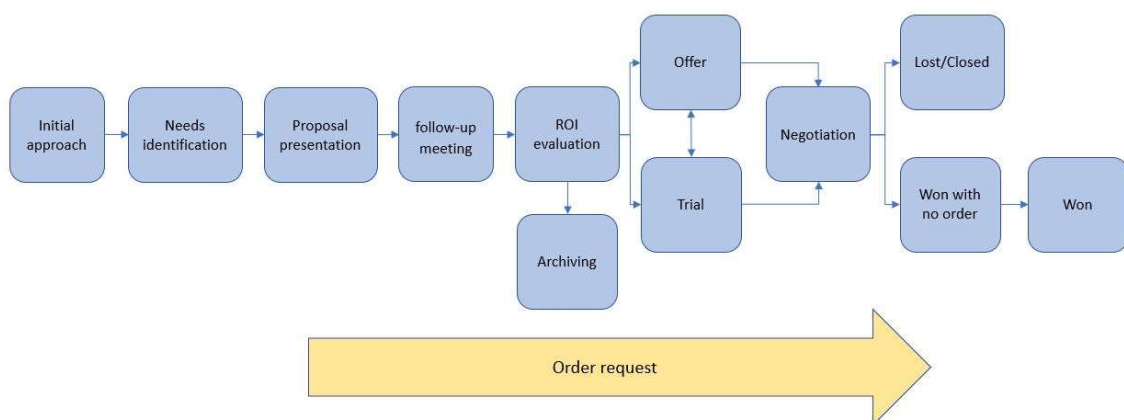 Initial
approach
Needs
identification
Proposal
presentation
follow-up
meeting
ROI
evaluation
Archiving
Offer
Trial
Negotiation
Lost/Closed
Won with
no order
Won
Order request